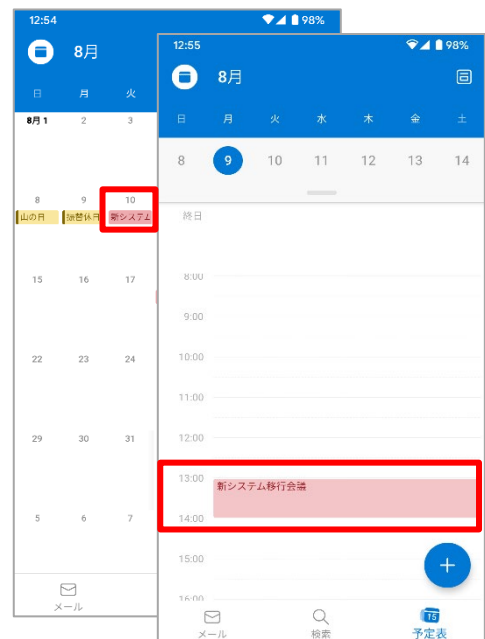 12:54
98%
8月
日 月 火
8月 1 2 3
8 9 10
山の日 振替休日 新システム
15 16 17
22 23 24
29 30 31
5 6 7
メール
12:55
98%
8月
日 月 火 水 木 金 土
8 9 10 11 12 13 14
終日
8:00
9:00
10:00
11:00
12:00
13:00
新システム移行会議
14:00
15:00
16:00
メール 検索 15 予定表